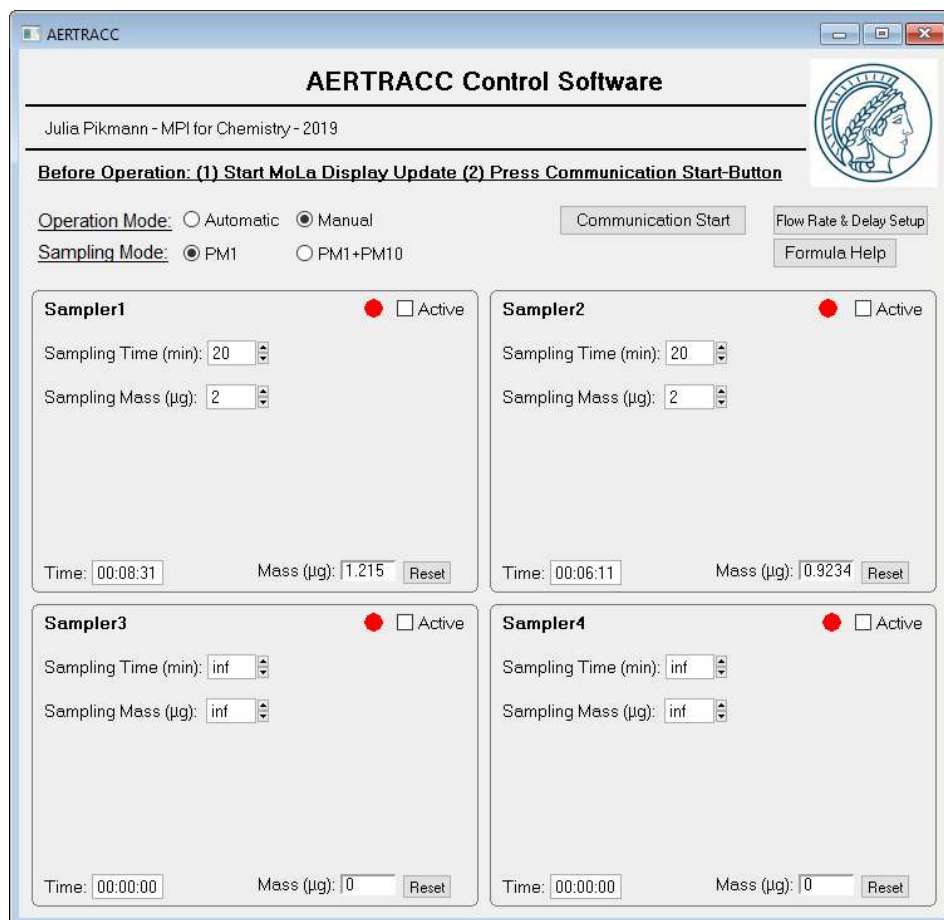 AERTRACC
AERTRACC Control Software
Julia Pikmann - MPI for Chemistry - 2019
Before Operation: (1) Start MoLa Display Update (2) Press Communication Start-Button
Operation Mode: Automatic Manual Communication Start Flow Rate & Delay Setup
Sampling Mode: PM1 PM1+PM10 Formula Help
Sampler1 Active
Sampling Time (min): 20
Sampling Mass (µg): 2
Time: 00:08:31 Mass (µg): 1.215 Reset
Sampler2 Active
Sampling Time (min): 20
Sampling Mass (µg): 2
Time: 00:06:11 Mass (µg): 0.9234 Reset
Sampler3 Active
Sampling Time (min): inf
Sampling Mass (µg): inf
Time: 00:00:00 Mass (µg): 0 Reset
Sampler4 Active
Sampling Time (min): inf
Sampling Mass (µg): inf
Time: 00:00:00 Mass (µg): 0 Reset